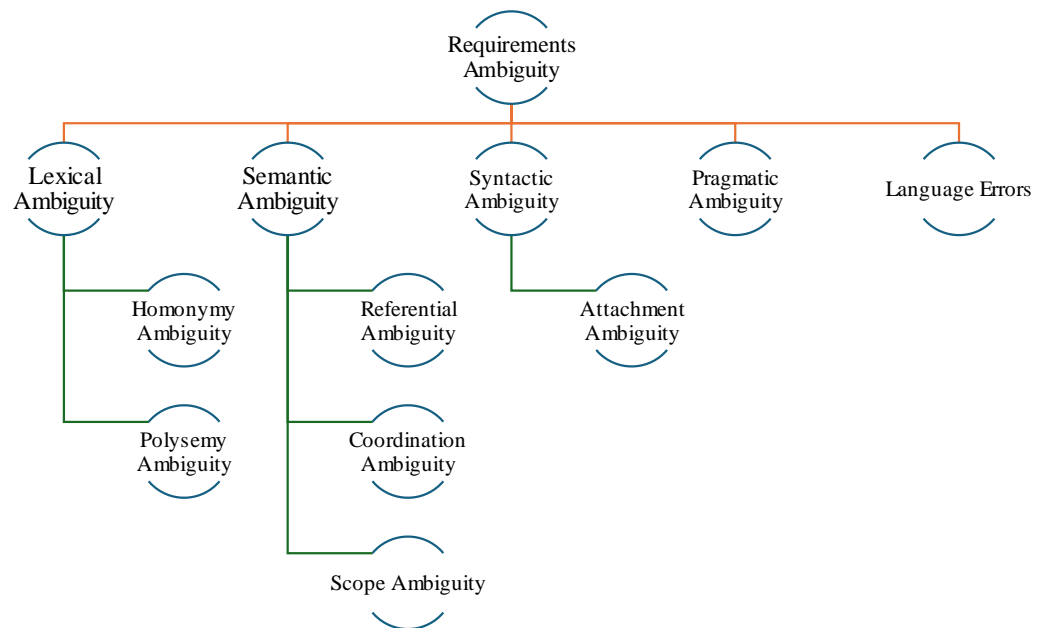 Requirements
Ambiguity
Lexical
Ambiguity
Semantic
Ambiguity
Syntactic
Ambiguity
Pragmatic
Ambiguity
Language Errors
Homonymy
Ambiguity
Referential
Ambiguity
Attachment
Ambiguity
Polysemy
Ambiguity
Coordination
Ambiguity
Scope Ambiguity